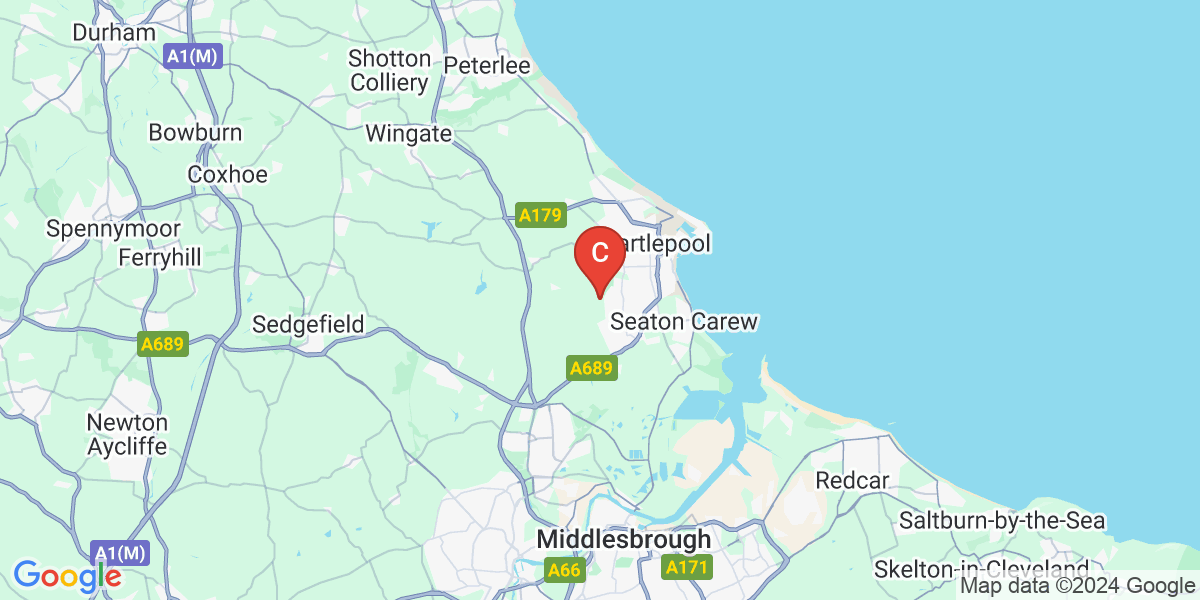 Durham
A1(M)
Shotton
Colliery
Peterlee
Bowburn
Wingate
Coxhoe
A179
Spennymoor
Ferryhill
C
artlepool
Sedgefield
Seaton Carew
A689
A689
Newton
Aycliffe
Redcar
Saltburn-by-the-Sea
Middlesbrough
A1(M)
A66
A171
Skelton-in-Cleveland
Google
Map data ©2024 Google